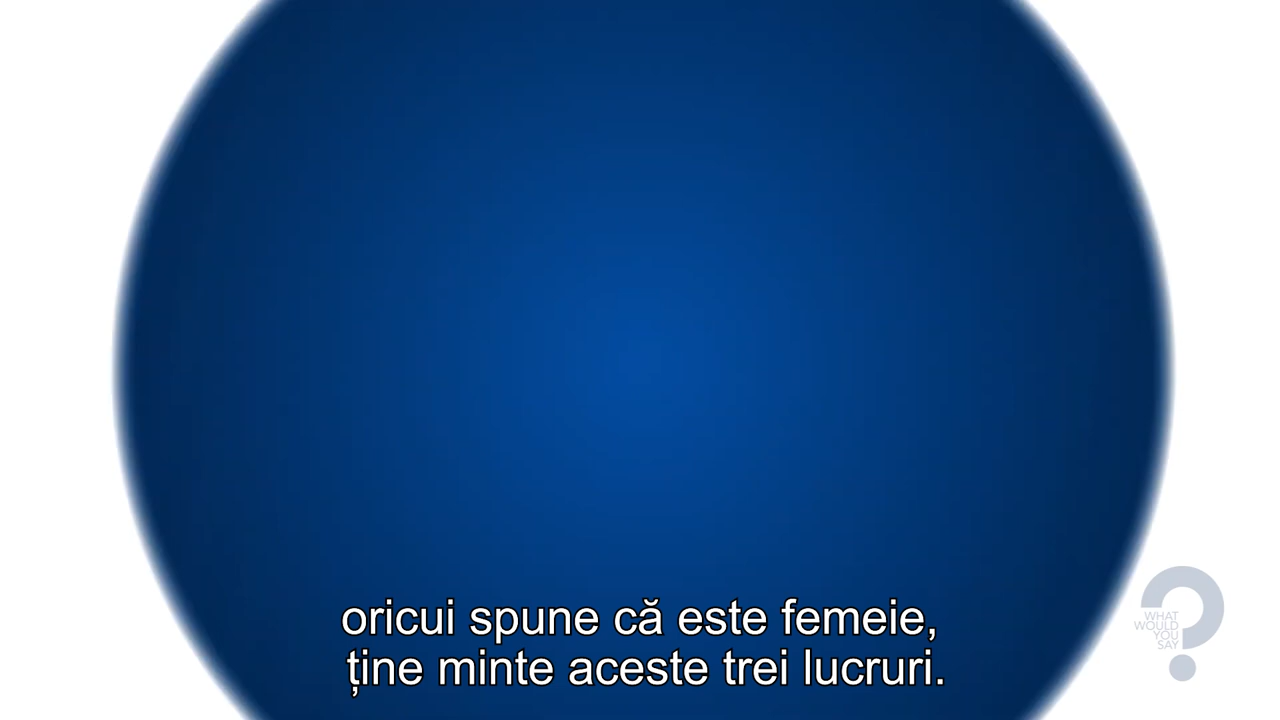 oricui spune că este femeie,
ține minte aceste trei lucruri.
WHAT
WOULD
YOU
SAY